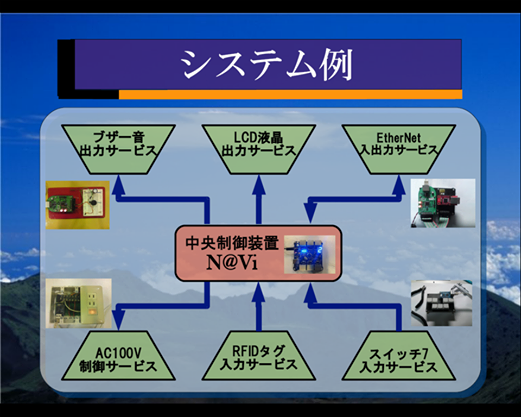 システム例
ブザー音
出力サービス
LCD液晶
出力サービス
EtherNet
入出力サービス
中央制御装置
N@Vi
AC100V
制御サービス
RFIDタグ
入力サービス
スイッチ7
入力サービス